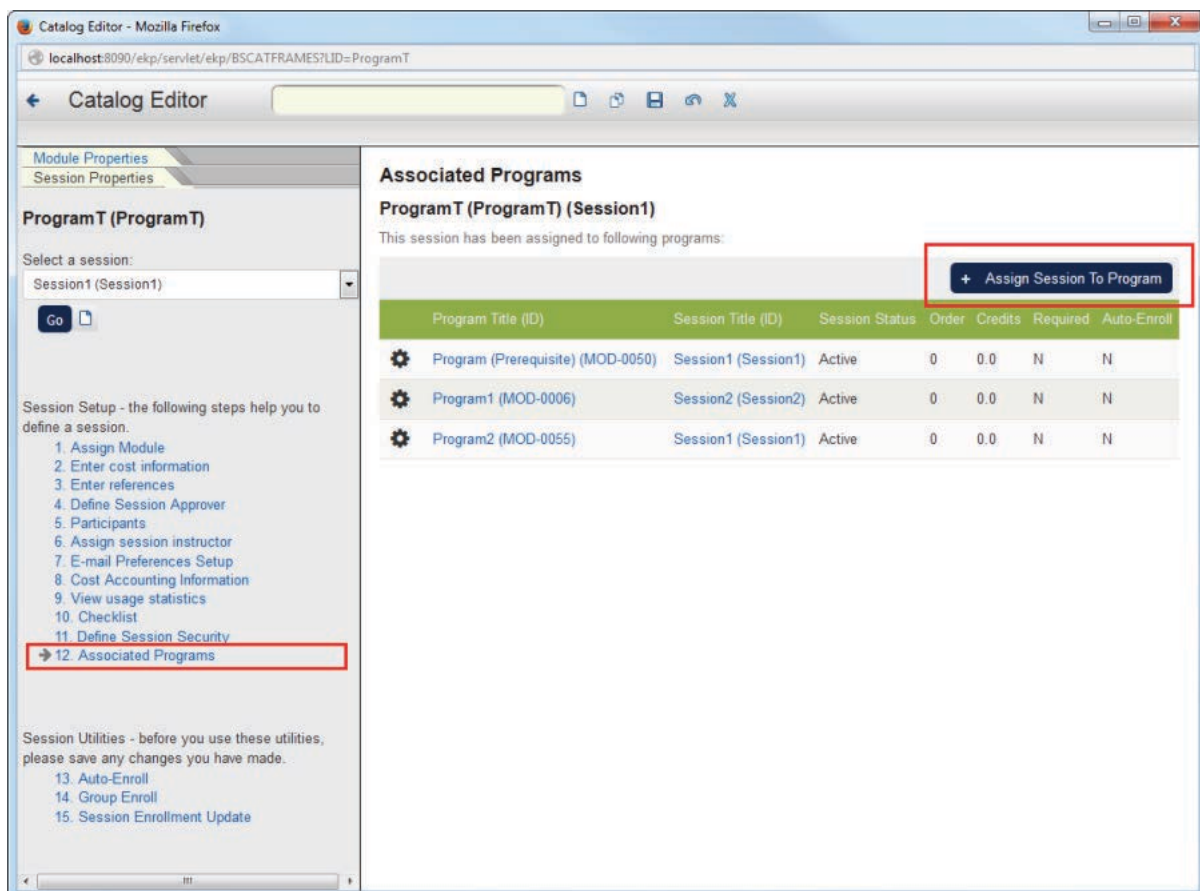 Catalog Editor - Mozilla Firefox
localhost:8090/ekp/servlet/ekp/BSCATFRAMES?LID=ProgramT
Catalog Editor
Module Properties
Session Properties
ProgramT (ProgramT)
Select a session:
Session1 (Session1)
Go
Session Setup - the following steps help you to
define a session.
1. Assign Module
2. Enter cost information
3. Enter references
4. Define Session Approver
5. Participants
6. Assign session instructor
7. E-mail Preferences Setup
8. Cost Accounting Information
9. View usage statistics
10. Checklist
11. Define Session Security
12. Associated Programs
Session Utilities - before you use these utilities,
please save any changes you have made.
13. Auto-Enroll
14. Group Enroll
15. Session Enrollment Update
Associated Programs
ProgramT (ProgramT) (Session1)
This session has been assigned to following programs:
+ Assign Session To Program
Program Title (ID) Session Title (ID) Session Status Order Credits Required Auto-Enroll
Program (Prerequisite) (MOD-0050) Session1 (Session1) Active 0 0.0 N N
Program1 (MOD-0006) Session2 (Session2) Active 0 0.0 N N
Program2 (MOD-0055) Session1 (Session1) Active 0 0.0 N N